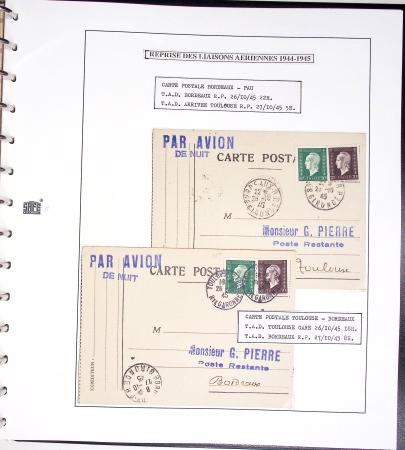 REPRISE DES LIAISONS AERIENNES 1944-1945
CARTE POSTALE BORDEAUX - PAU
T.A.D. BORDEAUX R.P. 26/10/45 22H.
T.A.D. ARRIVEE TOULOUSE R.P. 27/10/45 5H.
PAR AVION
DE NUIT
CARTE POSTALE
M
Monsieur G. PIERRE
Poste Restante
Toulouse
PAR AVION
DE NUIT
CARTE POST
CARTE POSTALE TOULOUSE - BORDEAUX
T.A.D. TOULOUSE GARE 26/10/45 18H.
T.A.D. BORDEAUX R.P. 27/10/45 8H.
M
Monsieur G. PIERRE
Poste Restante
Bordeaux